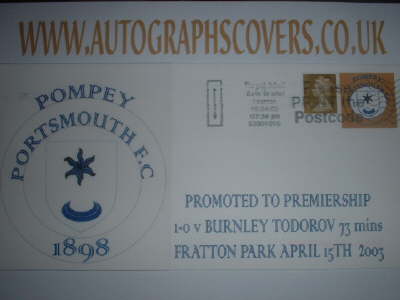 WWW.AUTOGRAPHSCOVERS.CO.UK
POMPEY
PORTSMOUTH F.C
1898
POMPEY
Postcode
PROMOTED TO PREMIERSHIP
1-0 V BURNLEY TODOROV 73 mins
FRATTON PARK APRIL 15TH 2003